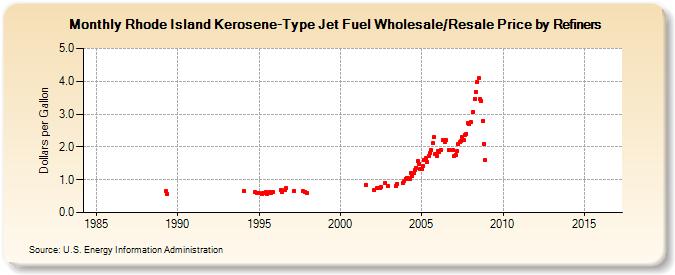 Monthly Rhode Island Kerosene-Type Jet Fuel Wholesale/Resale Price by Refiners
Dollars per Gallon
5.0
4.0
3.0
2.0
1.0
0.0
1985 1990 1995 2000 2005 2010 2015
Source: U.S. Energy Information Administration